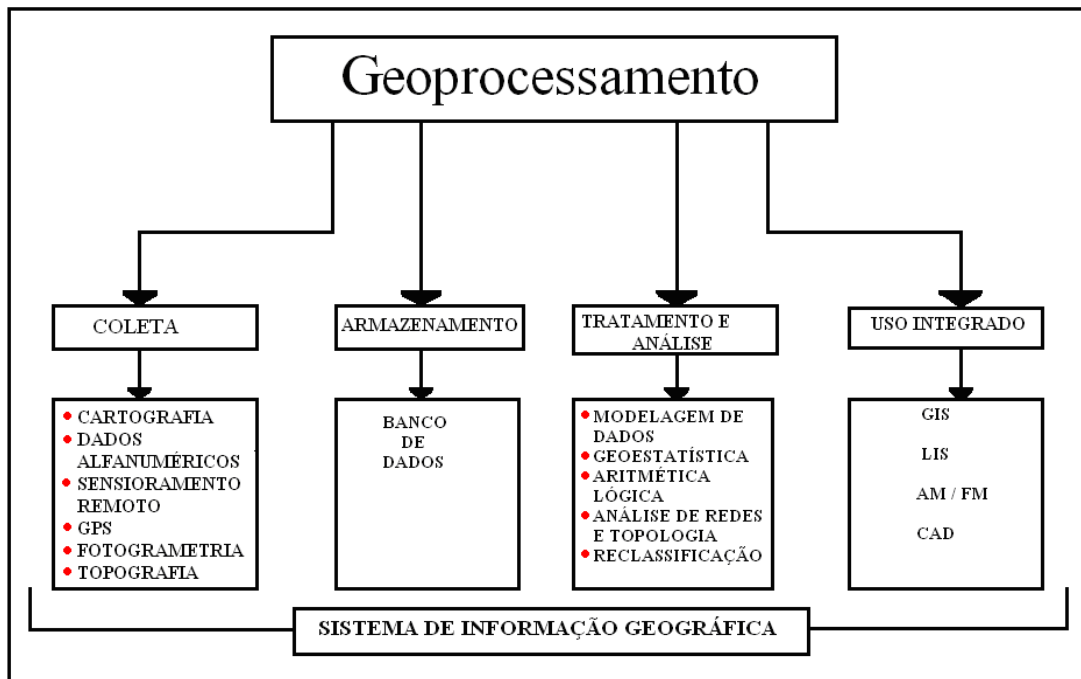 Geoprocessamento
COLETA
CARTOGRAFIA
DADOS
ALFANUMÉRICOS
SENSIORAMENTO
REMOTO
GPS
FOTOGRAMETRIA
TOPOGRAFIA
ARMAZENAMENTO
BANCO
DE
DADOS
TRATAMENTO E
ANÁLISE
MODELAGEM DE
DADOS
GEOESTATÍSTICA
ARITMÉTICA
LÓGICA
ANÁLISE DE REDES
E TOPOLOGIA
RECLASSIFICAÇÃO
USO INTEGRADO
GIS
LIS
AM / FM
CAD
SISTEMA DE INFORMAÇÃO GEOGRÁFICA